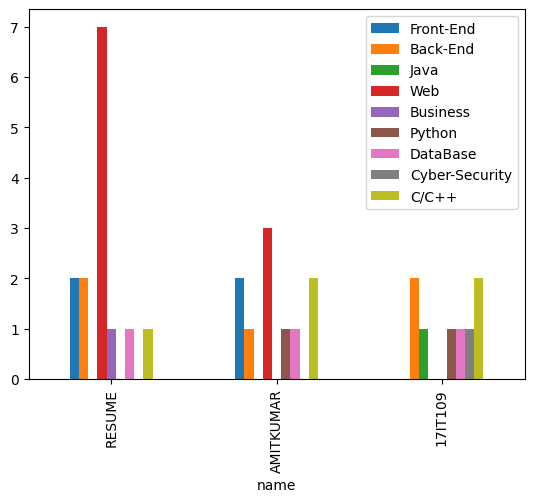 7
6
5
4
3
2
1
0
Front-End
Back-End
Java
Web
Business
Python
DataBase
Cyber-Security
C/C++
RESUME
AMITKUMAR
17IT109
name